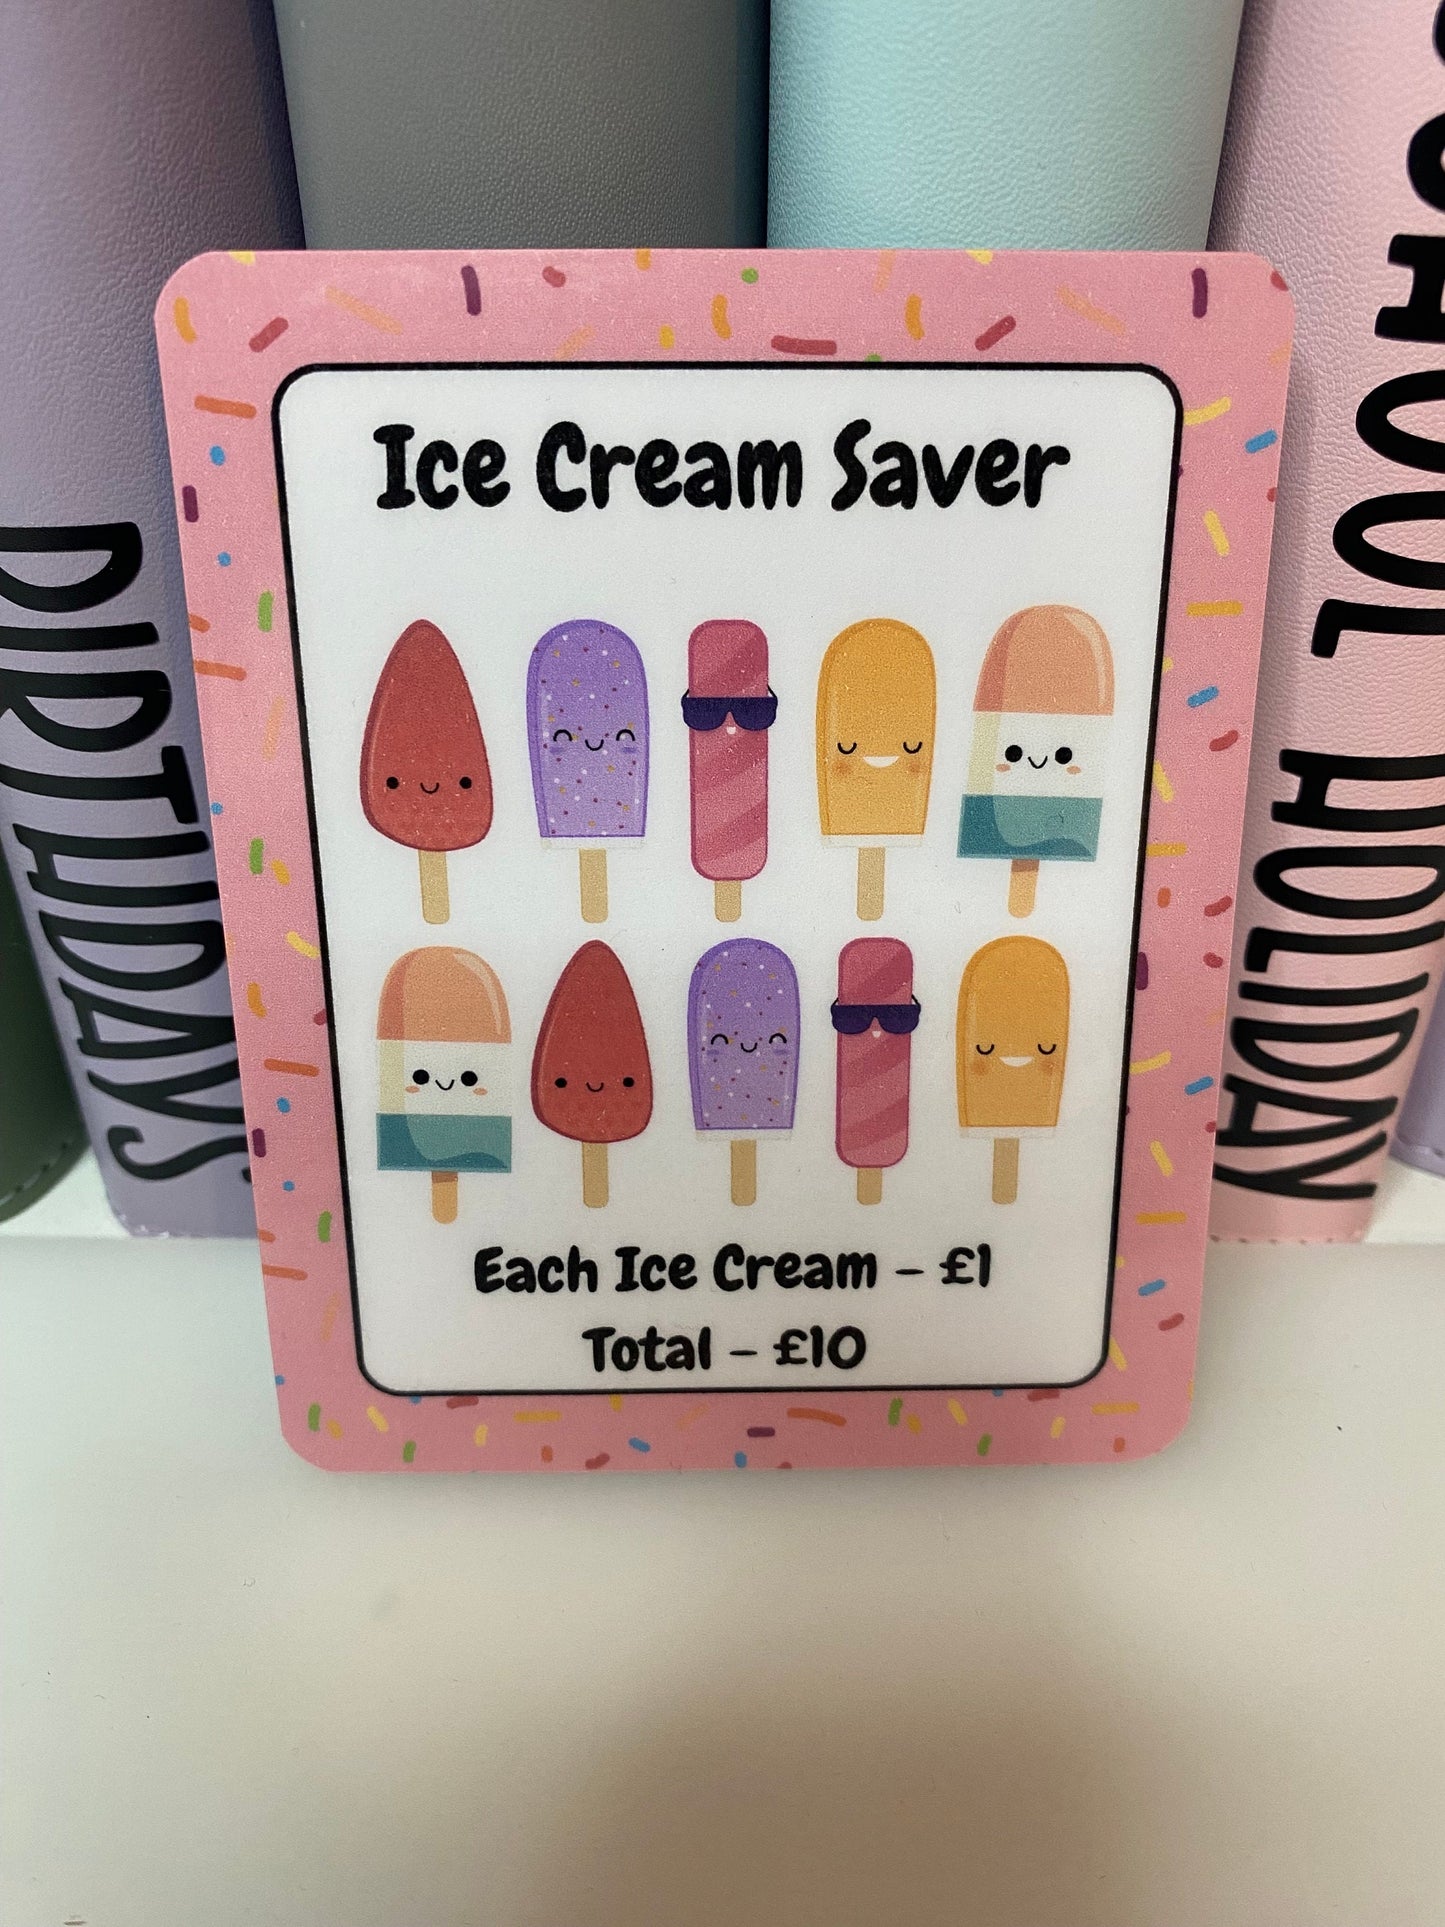 Ice Cream Saver
Each Ice Cream - £1
Total - £10
BIRTHDAYS
HOLIDAY